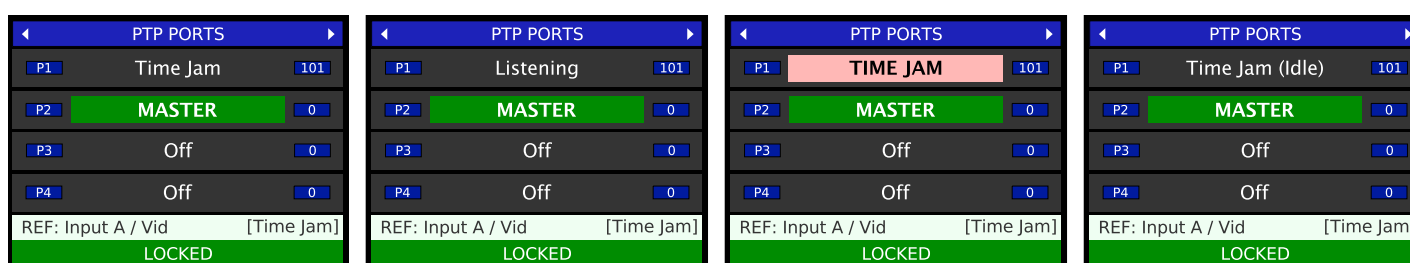 PTP PORTS
P1 Time Jam 101
P2 MASTER 0
P3 Off 0
P4 Off 0
REF: Input A / Vid [Time Jam]
LOCKED
PTP PORTS
P1 Listening 101
P2 MASTER 0
P3 Off 0
P4 Off 0
REF: Input A / Vid [Time Jam]
LOCKED
PTP PORTS
P1 TIME JAM 101
P2 MASTER 0
P3 Off 0
P4 Off 0
REF: Input A / Vid [Time Jam]
LOCKED
PTP PORTS
P1 Time Jam (Idle) 101
P2 MASTER 0
P3 Off 0
P4 Off 0
REF: Input A / Vid [Time Jam
LOCKED